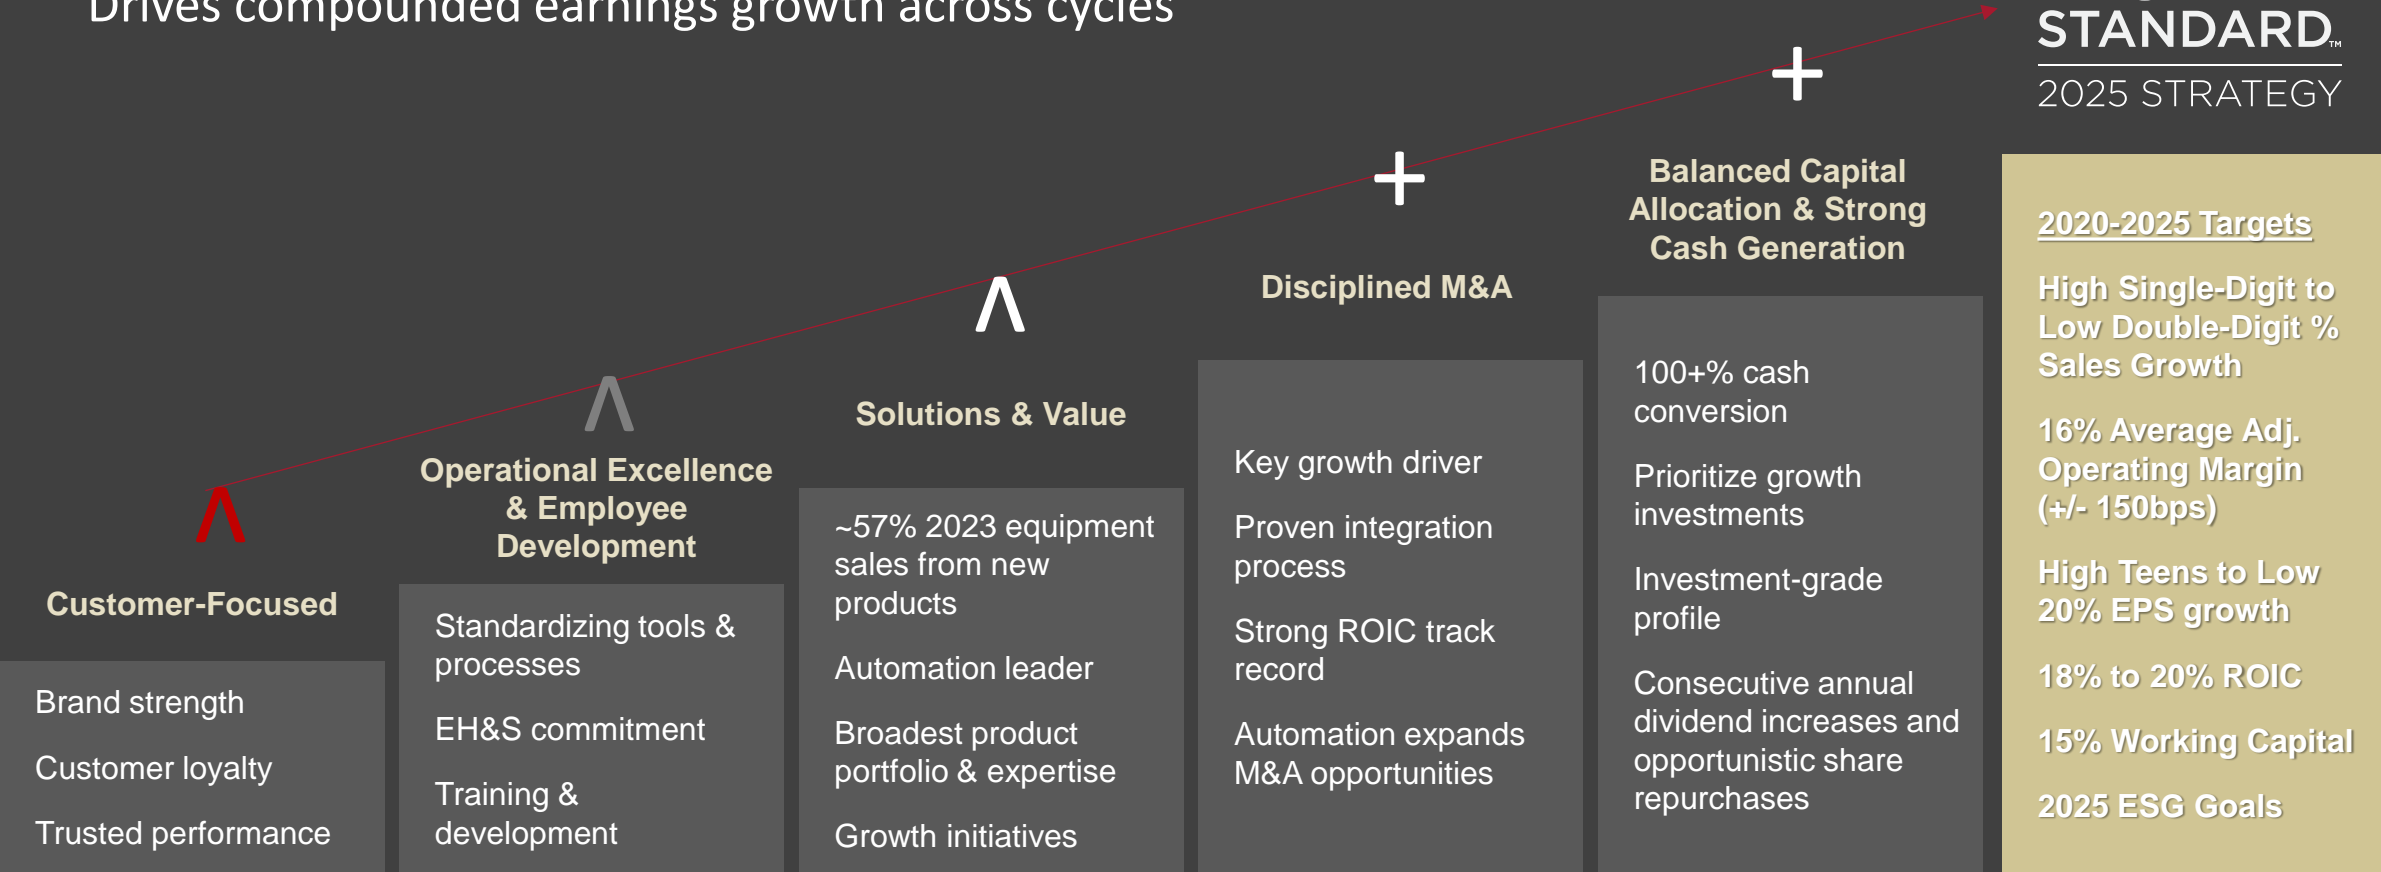 Drives compounded earnings growth across cycles
STANDARD™
2025 STRATEGY
Customer-Focused
Brand strength
Customer loyalty
Trusted performance
Operational Excellence
& Employee
Development
Standardizing tools &
processes
EH&S commitment
Training &
development
Solutions & Value
~57% 2023 equipment
sales from new
products
Automation leader
Broadest product
portfolio & expertise
Growth initiatives
Disciplined M&A
Key growth driver
Proven integration
process
Strong ROIC track
record
Automation expands
M&A opportunities
Balanced Capital
Allocation & Strong
Cash Generation
100+% cash
conversion
Prioritize growth
investments
Investment-grade
profile
Consecutive annual
dividend increases and
opportunistic share
repurchases
2020-2025 Targets
High Single-Digit to
Low Double-Digit %
Sales Growth
16% Average Adj.
Operating Margin
(+/- 150bps)
High Teens to Low
20% EPS growth
18% to 20% ROIC
15% Working Capital
2025 ESG Goals